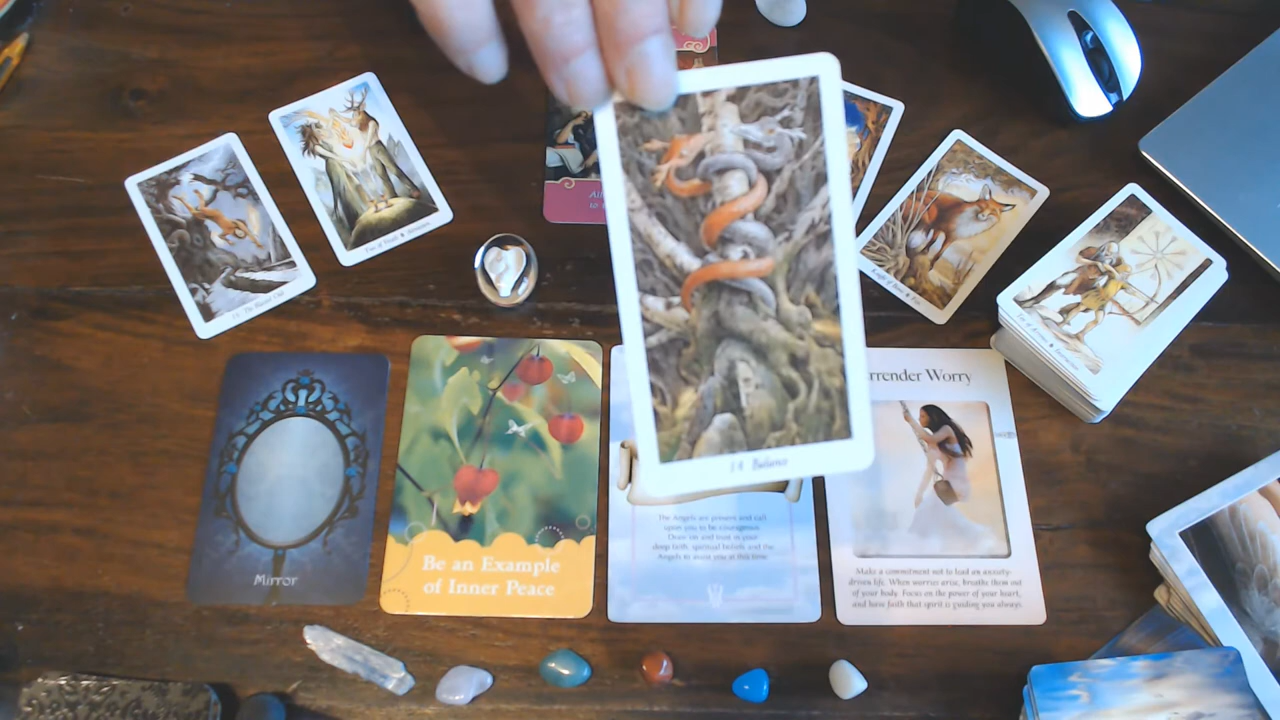 14 Balance
Mirror
Be an Example
of Inner Peace
The Angels are present and
upon you to be courageous.
Draw on and trust in your
deep faith, spiritual beliefs and the
Angels to assist you at this time.
rrender Worry
Make a commitment not to lead an anxiety-
driven life. When worries arise, breathe them out
of your body. Focus on the power of your heart,
and have faith that spirit is guiding you always.